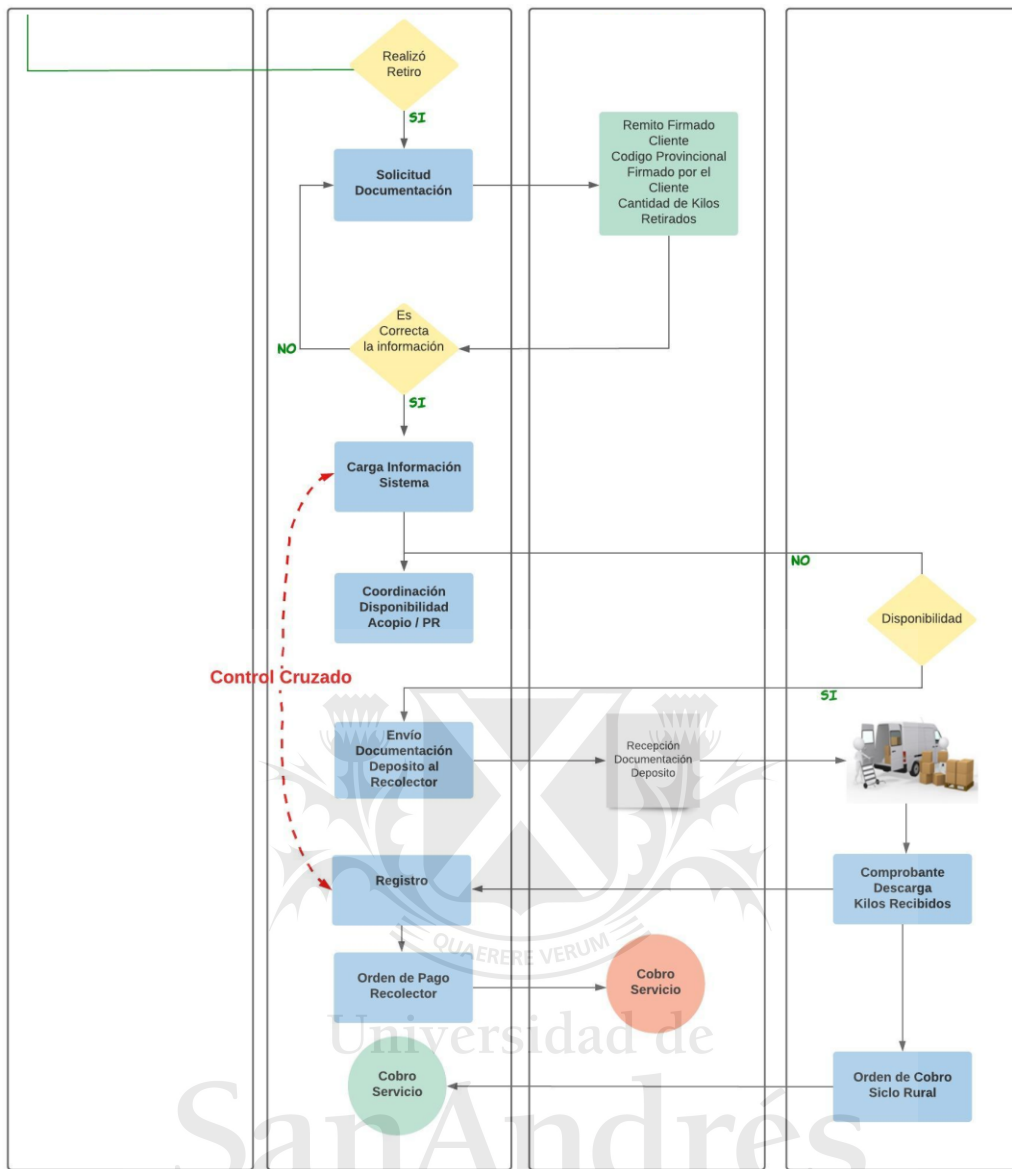 Realizó
Retiro
SI
Solicitud
Documentación
Remito Firmado
Cliente
Codigo Provincional
Firmado por el
Cliente
Cantidad de Kilos
Retirados
Es
Correcta
la información
NO
SI
Carga Información
Sistema
NO
Coordinación
Disponibilidad
Acopio / PR
Disponibilidad
Control Cruzado
SI
Envío
Documentación
Deposito al
Recolector
Recepción
Documentación
Deposito
Registro
Comprobante
Descarga
Kilos Recibidos
QUAERERE VERUM
Orden de Pago
Recolector
Cobro
Servicio
Universidad de
Cobro
Servicio
Orden de Cobro
Siclo Rural
SanAndrés